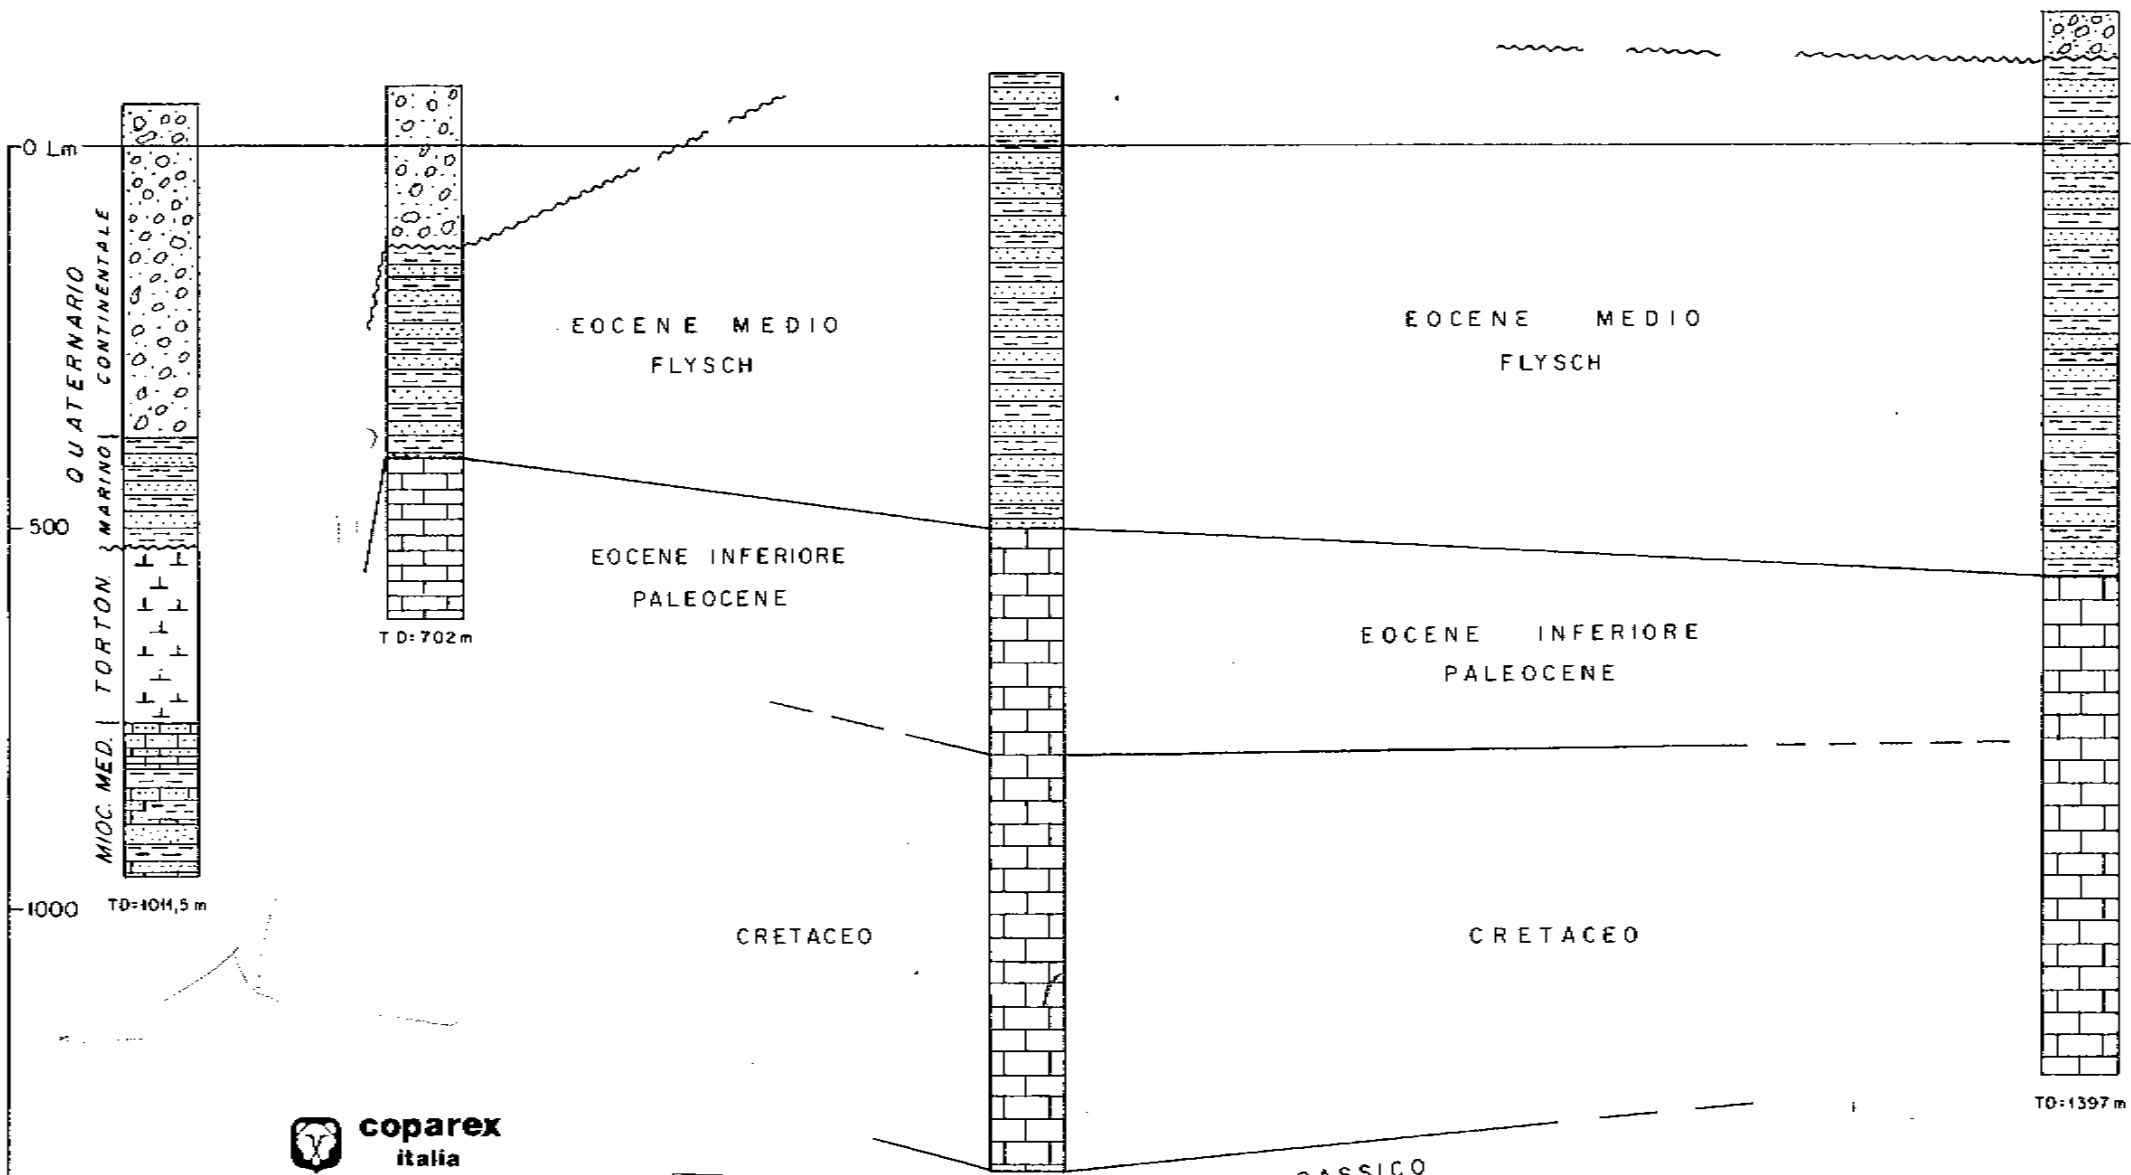 0 Lm
500
1000
QUATERNARIO
CONTINENTALE
MARINO
TORTON.
MIOC. MED.
TD=1011,5 m
TD=702 m
EOCENE MEDIO
FLYSCH
EOCENE MEDIO
FLYSCH
EOCENE INFERIORE
PALEOCENE
EOCENE INFERIORE
PALEOCENE
CRETACEO
CRETACEO
TD=1397 m
coparex
italia